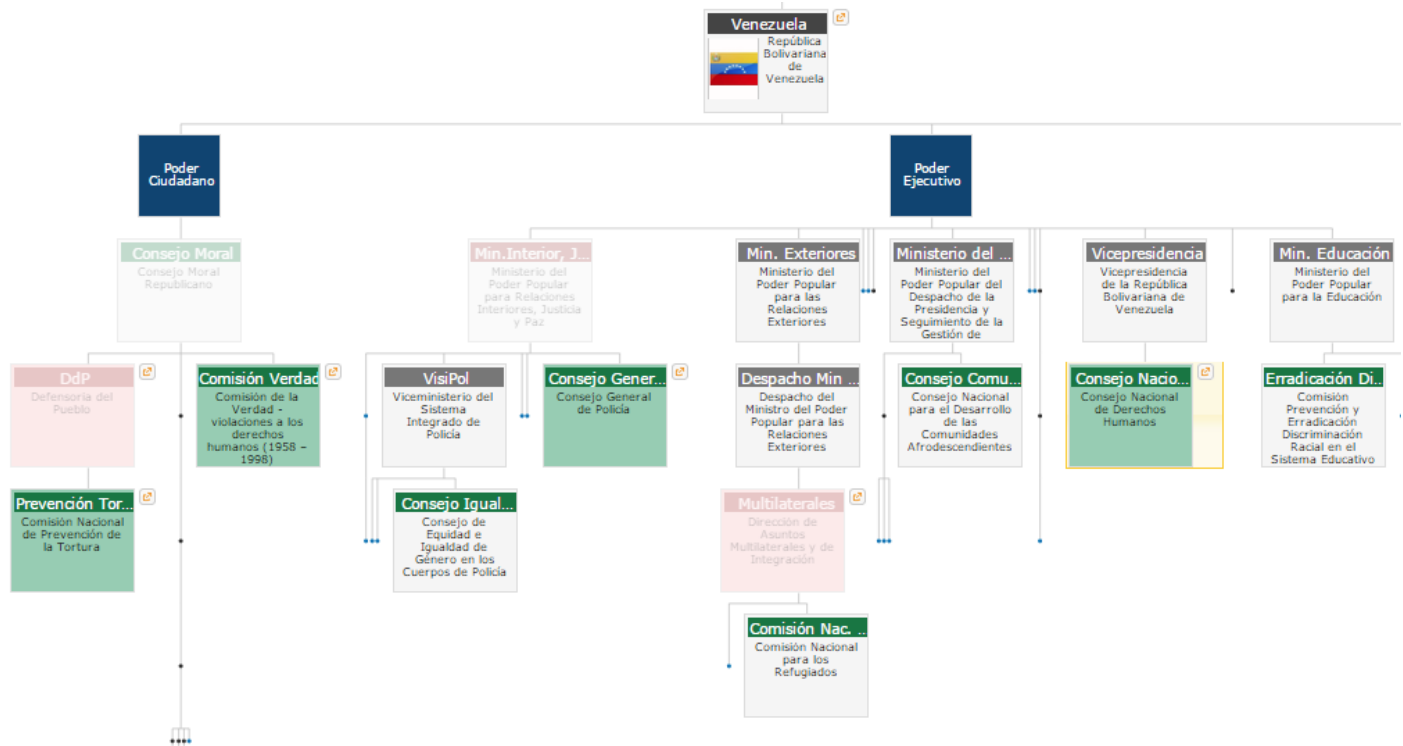 Venezuela
República
Bolivariana
de
Venezuela
Poder
Ciudadano
Poder
Ejecutivo
Consejo Moral
Consejo Moral
Republicano
Min.Interior, J...
Ministerio del
Poder Popular
para Relaciones
Interiores, Justicia
y Paz
Min. Exteriores
Ministerio del
Poder Popular
para las
Relaciones
Exteriores
Ministerio del ...
Ministerio del
Poder Popular del
Despacho de la
Presidencia y
Seguimiento de la
Gestión de
Vicepresidencia
Vicepresidencia
de la República
Bolivariana de
Venezuela
Min. Educación
Ministerio del
Poder Popular
para la Educación
DdP
Defensoria del
Pueblo
Comisión Verdad
Comisión de la
Verdad -
violaciones a los
derechos
humanos (1958 –
1998)
VisiPol
Viceministerio del
Sistema
Integrado de
Policía
Consejo Gener...
Consejo General
de Policía
Despacho Min ...
Despacho del
Ministro del Poder
Popular para las
Relaciones
Exteriores
Consejo Comu...
Consejo Nacional
para el Desarrollo
de las
Comunidades
Afrodescendientes
Consejo Nacio...
Consejo Nacional
de Derechos
Humanos
Erradicación Di...
Comisión
Prevención y
Erradicación
Discriminación
Racial en el
Sistema Educativo
Prevención Tor...
Comisión Nacional
de Prevención de
la Tortura
Consejo Igual...
Consejo de
Equidad e
Igualdad de
Género en los
Cuerpos de Policía
Multilaterales
Dirección de
Asuntos
Multilaterales y de
Integración
Comisión Nac. ...
Comisión Nacional
para los
Refugiados